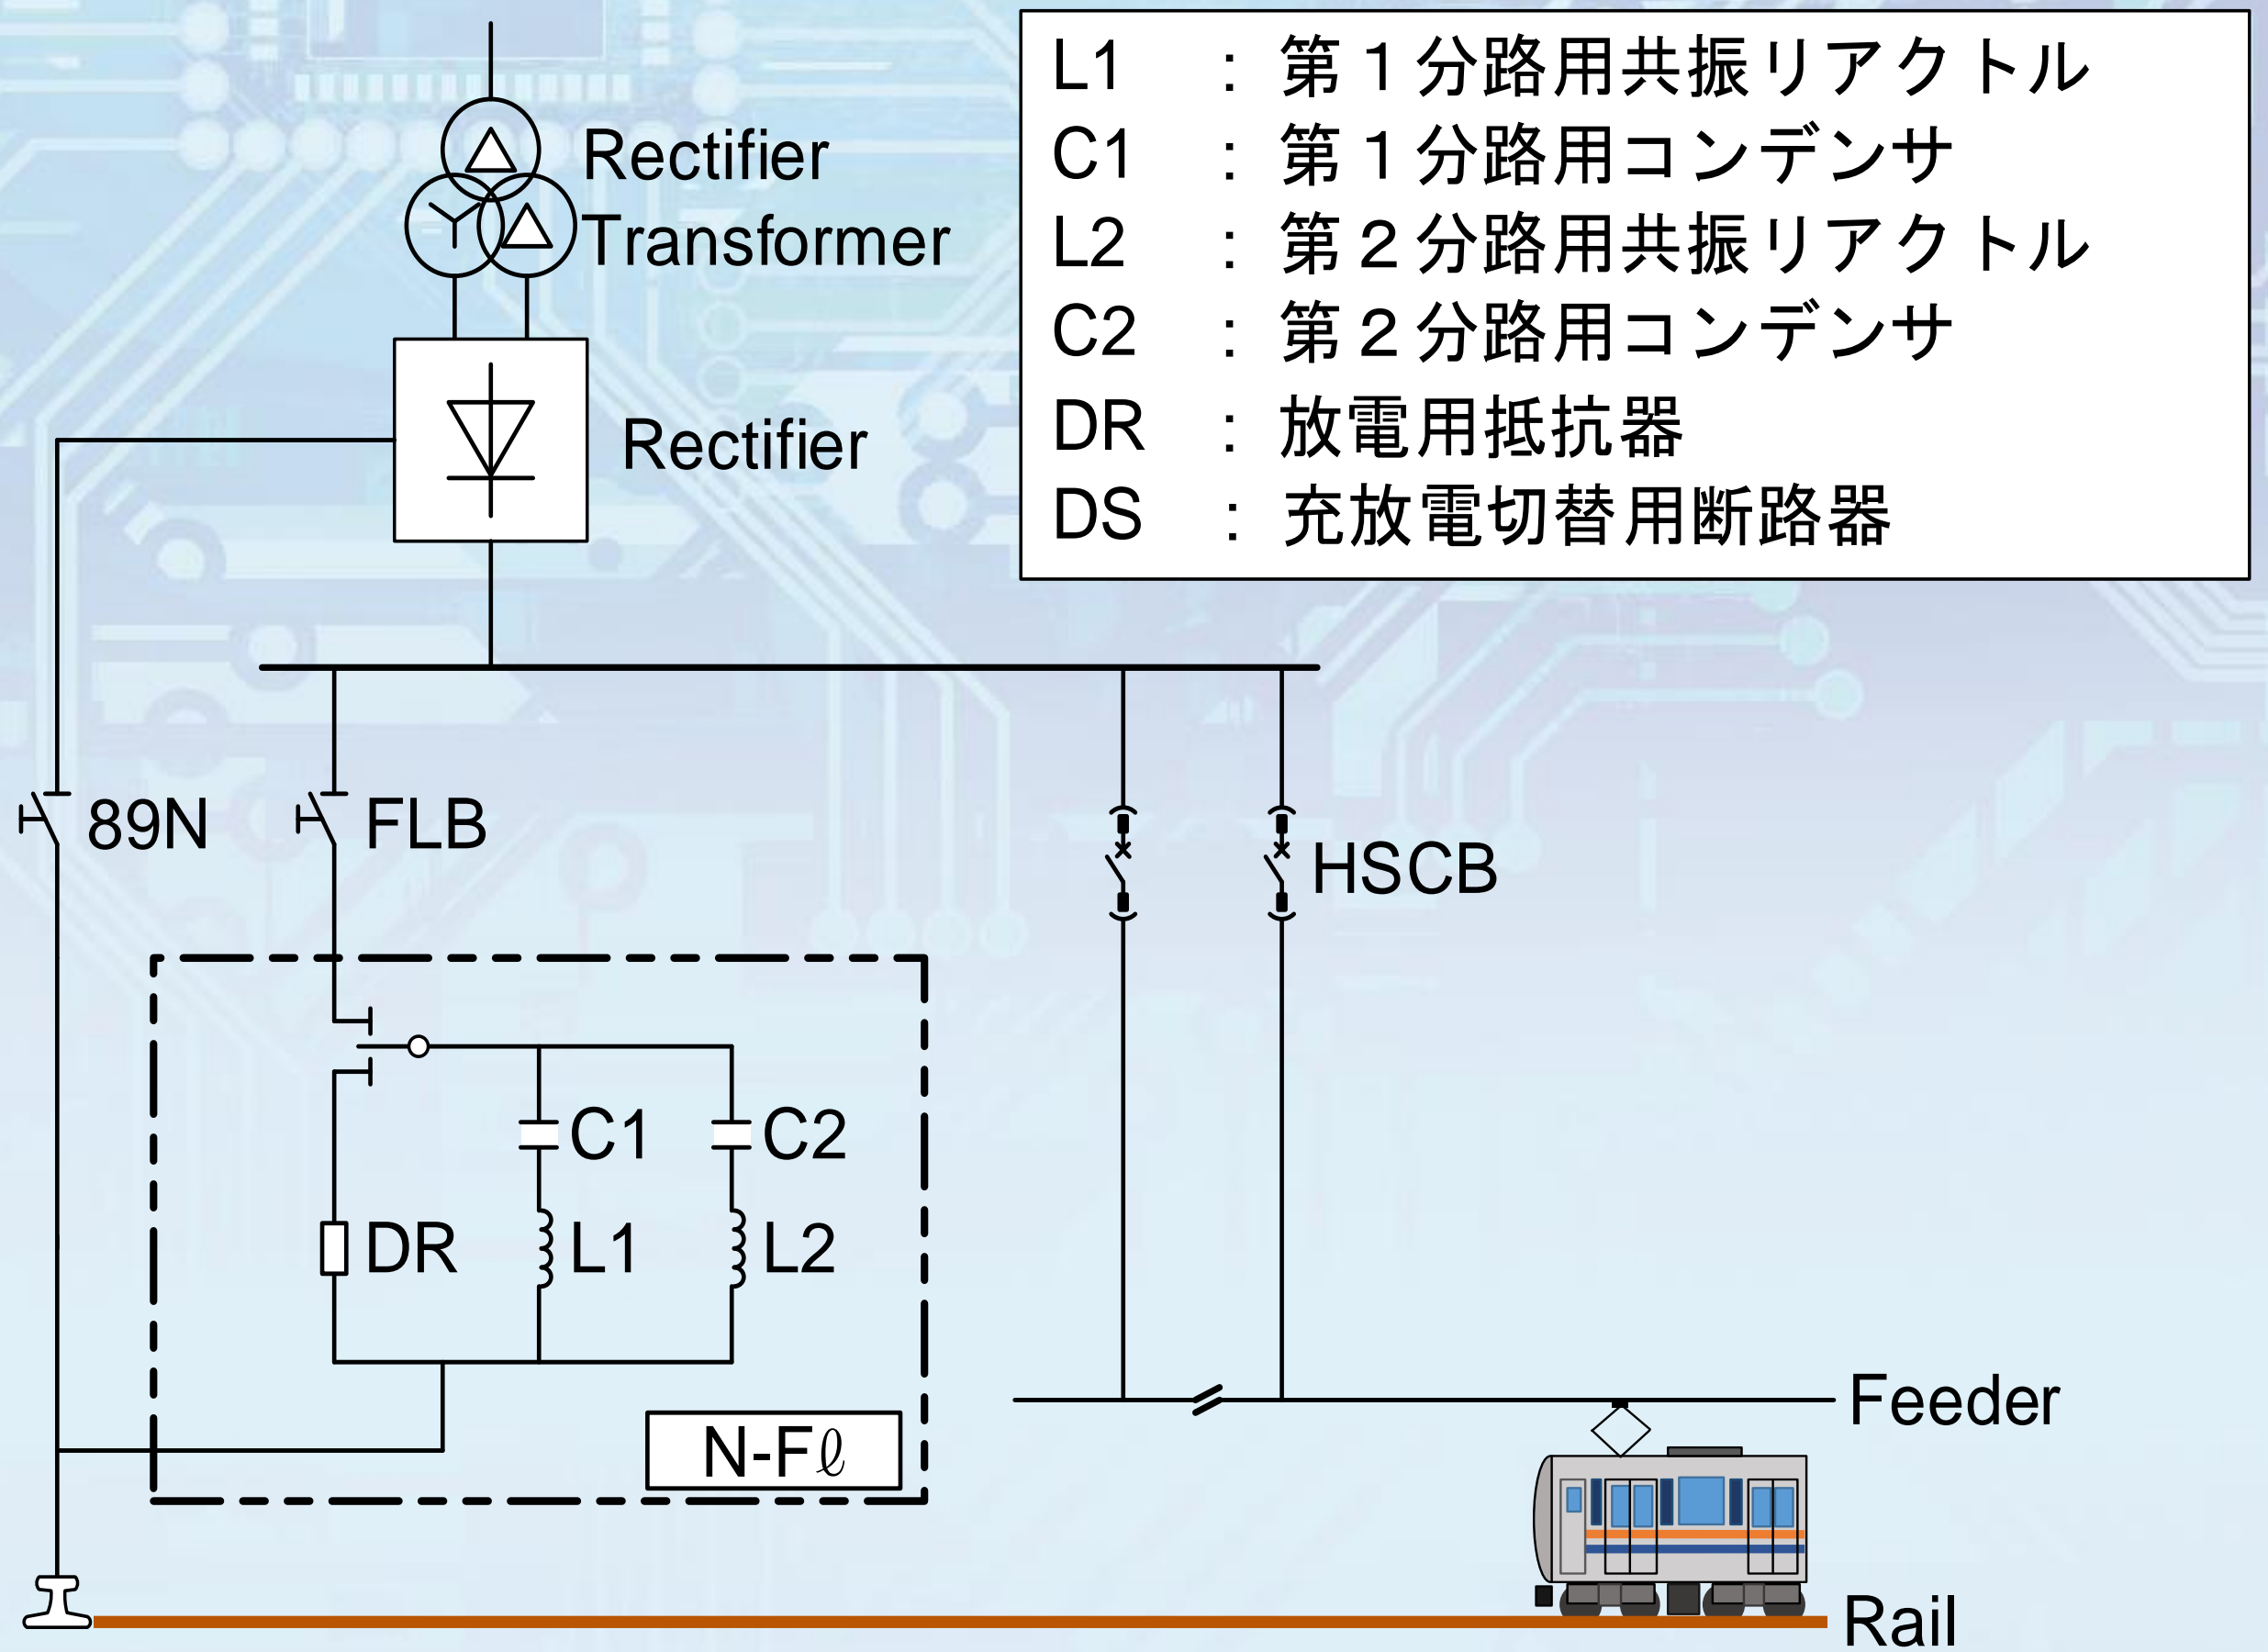 Rectifier
Transformer
L1 : 第１分路用共振リアクトル
C1 : 第１分路用コンデンサ
L2 : 第２分路用共振リアクトル
C2 : 第２分路用コンデンサ
DR : 放電用抵抗器
DS : 充放電切替用断路器
Rectifier
89N
FLB
HSCB
C1
C2
DR
L1
L2
N-Fℓ
Feeder
Rail